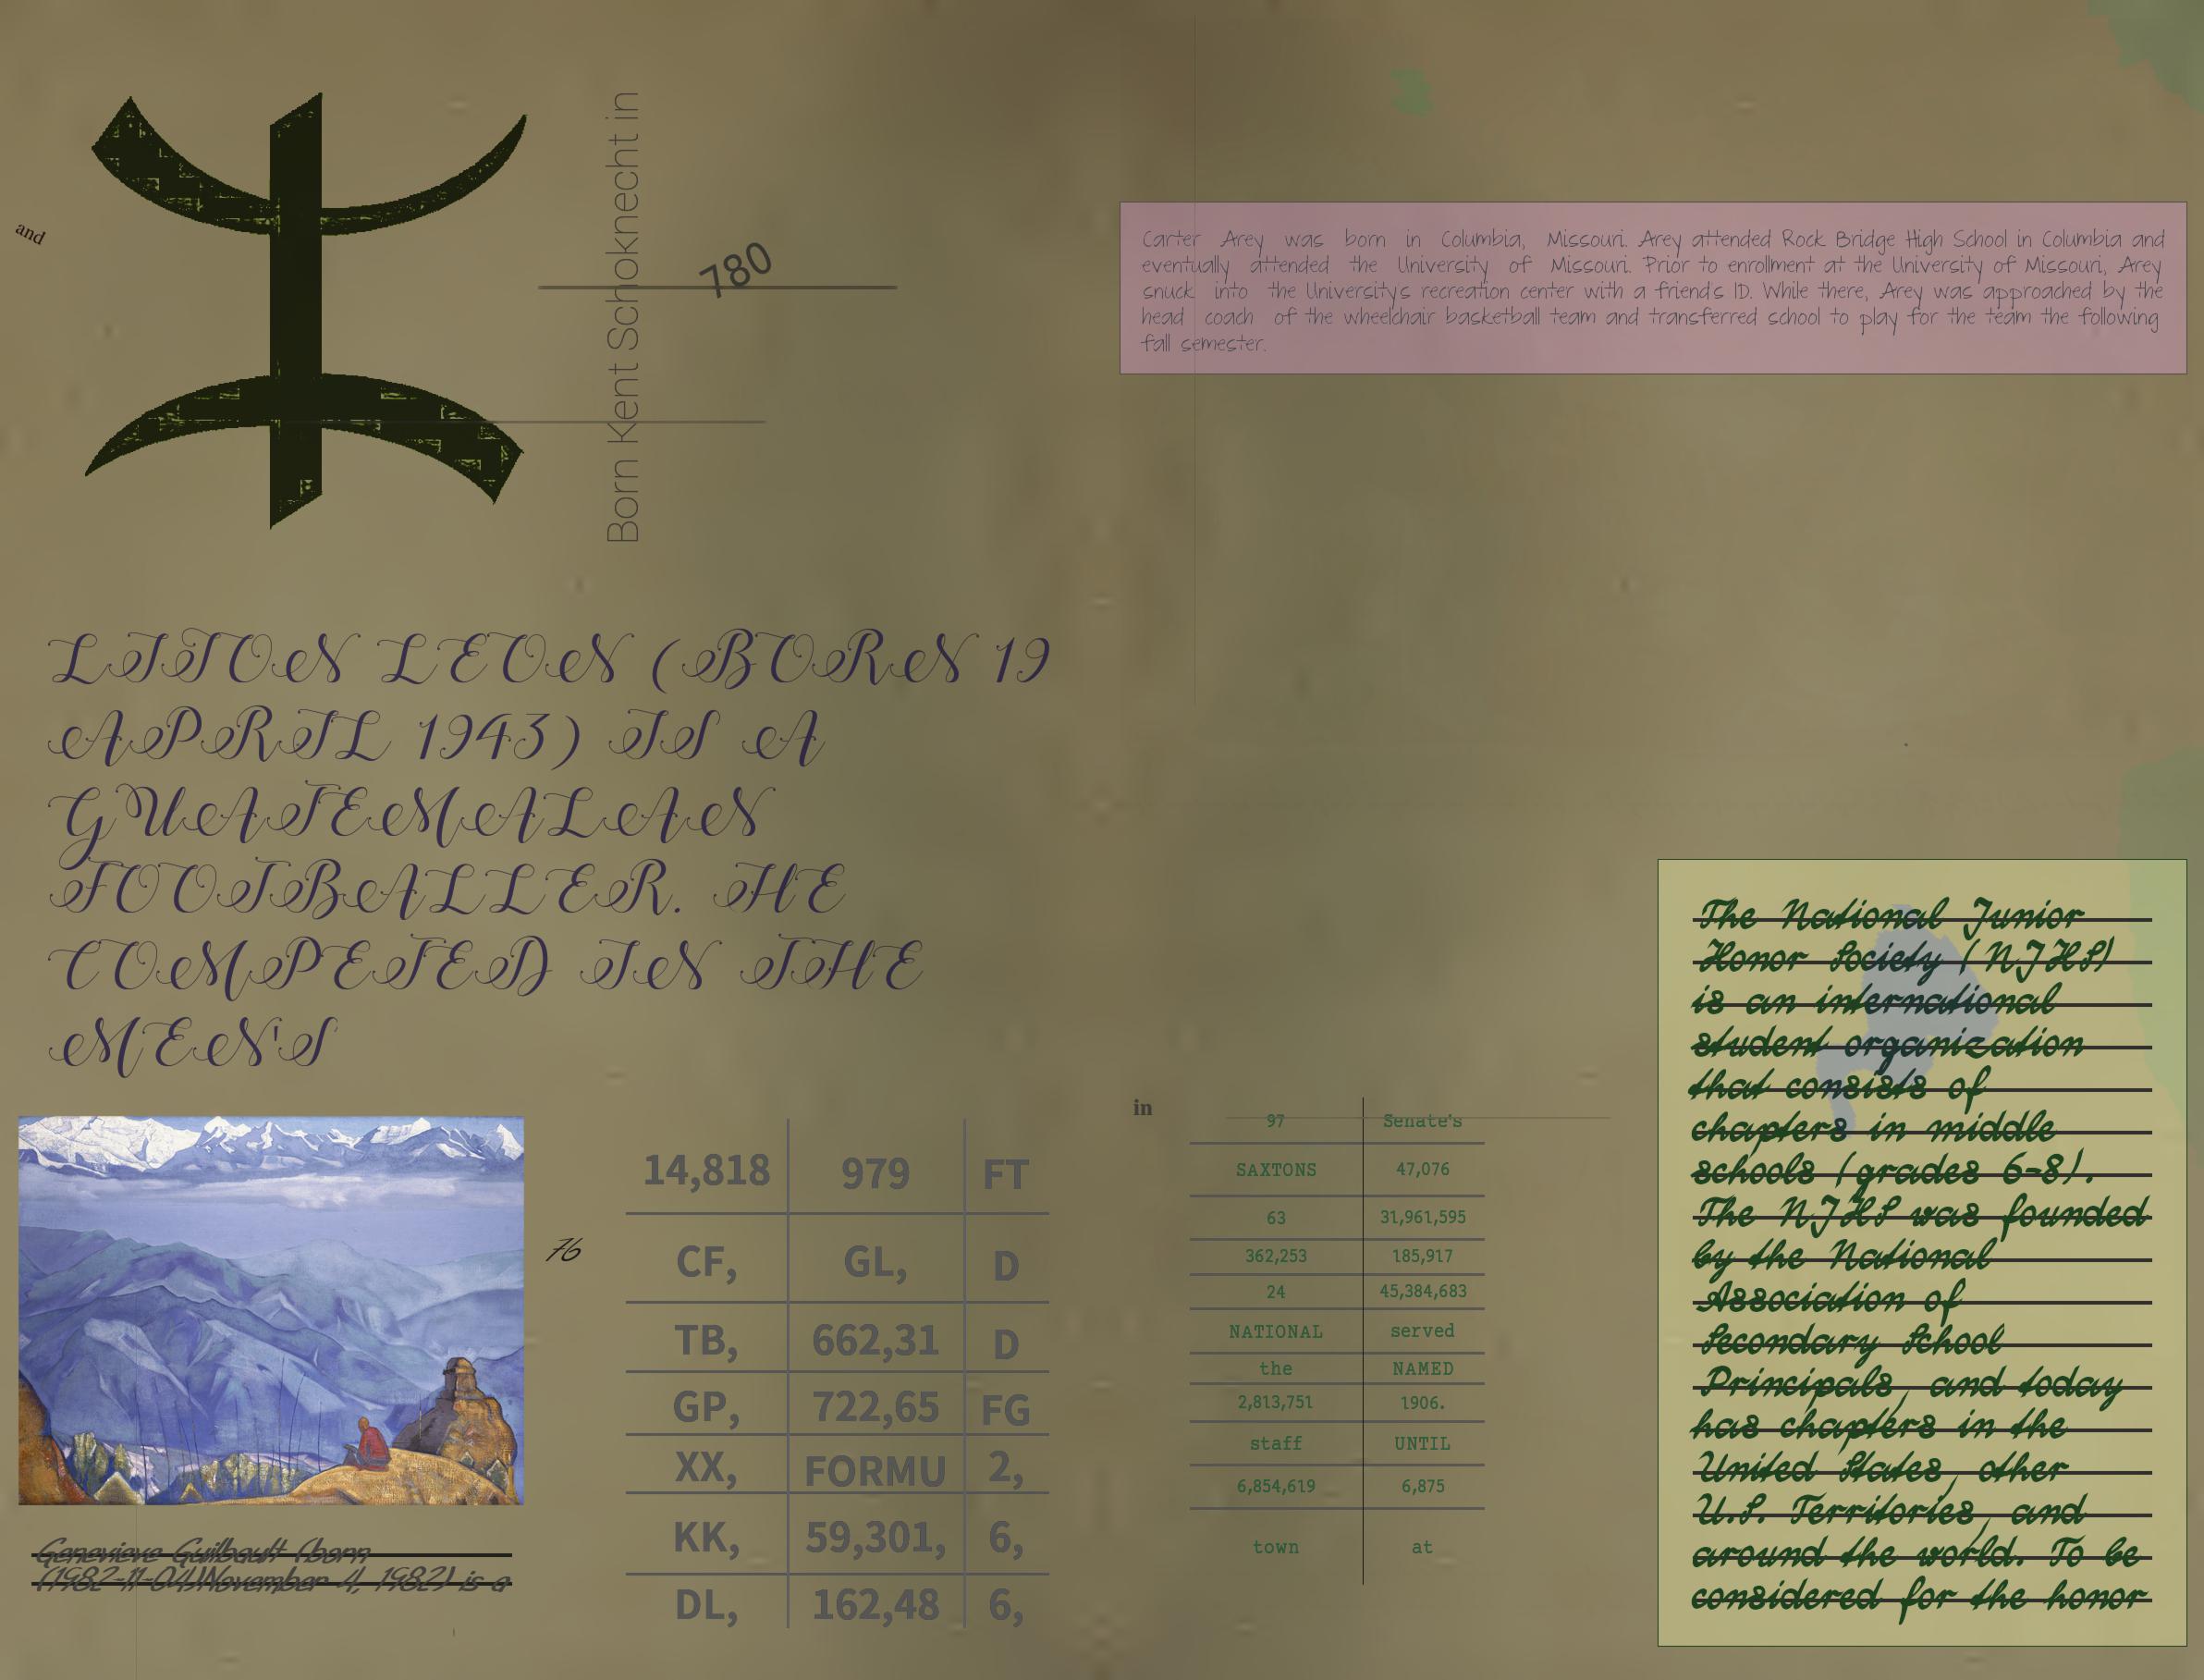 and
Born Kent Schoknecht in
780
LITON LEON (BORN 19
APRIL 1943) IS A
GUATEMALAN
FOOTBALLER. HE
COMPETED IN THE
MEN'S
76
Genevieve Guilbault (born
(1982-11-04)November 4, 1982) is a
14,818 979 FT
CF, GL, D
TB, 662,31 D
GP, 722,65 FG
XX, FORMU 2,
KK, 59,301, 6,
DL, 162,48 6,
Carter Arey was born in Columbia, Missouri. Arey attended Rock Bridge High School in Columbia and
eventually attended the University of Missouri. Prior to enrollment at the University of Missouri, Arey
snuck into the University's recreation center with a friend's ID. While there, Arey was approached by the
head coach of the wheelchair basketball team and transferred school to play for the team the following
fall semester.
in
97 Senate's
SAXTONS 47,076
63 31,961,595
362,253 185,917
24 45,384,683
NATIONAL served
the NAMED
2,813,751 1906.
staff UNTIL
6,854,619 6,875
town at
The National Junior
Honor Society (NJHS)
is an international
student organization
that consists of
chapters in middle
schools (grades 6-8).
The NJHS was founded
by the National
Association of
Secondary School
Principals, and today
has chapters in the
United States, other
U.S. Territories, and
around the world. To be
considered for the honor